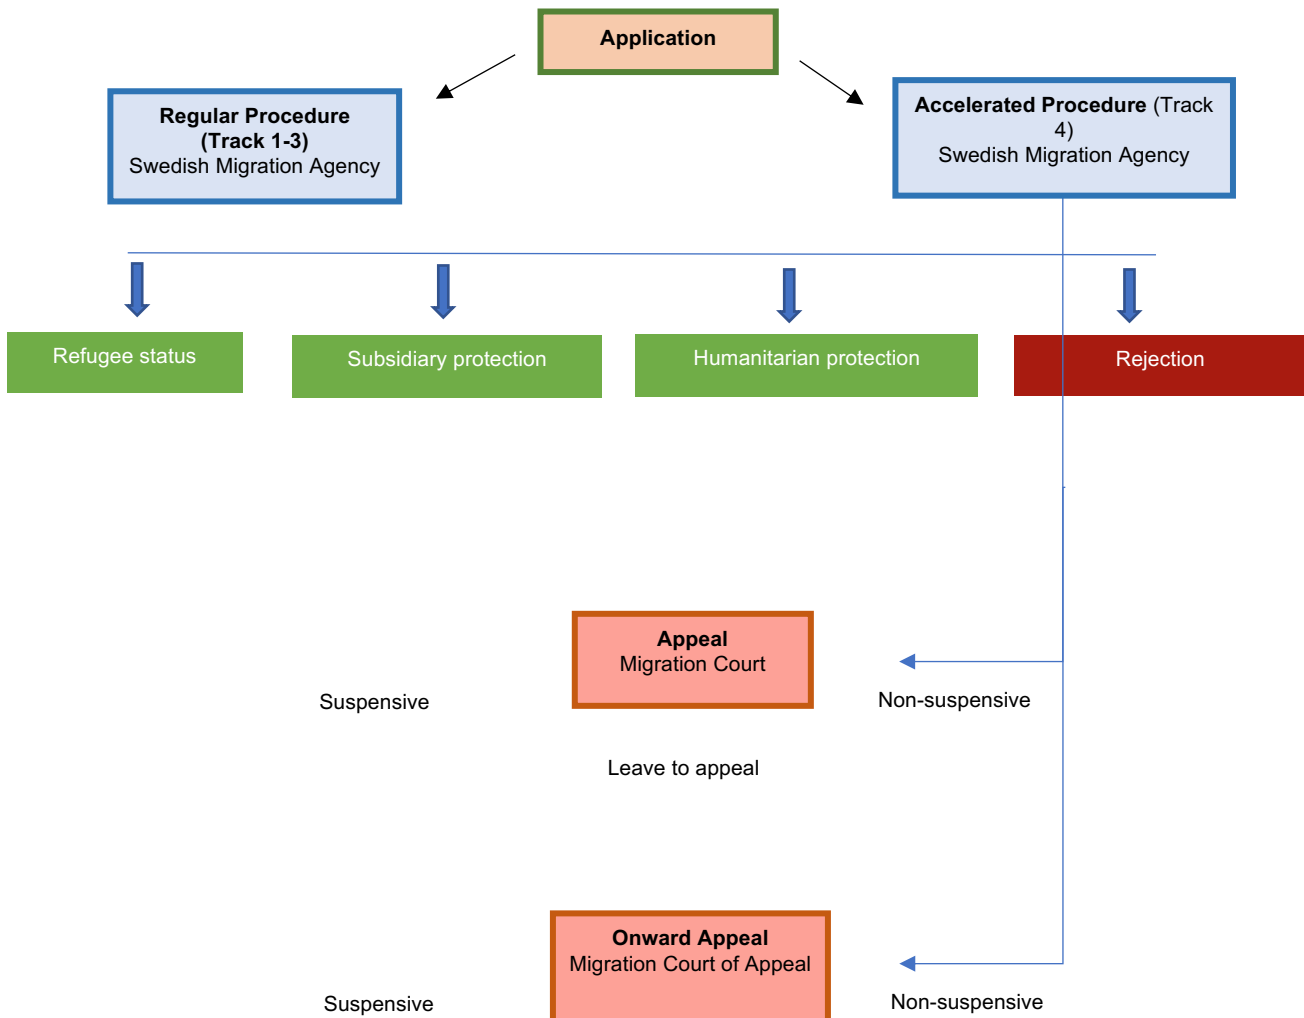 Application
Regular Procedure
(Track 1-3)
Swedish Migration Agency
Accelerated Procedure (Track
4)
Swedish Migration Agency
Refugee status
Subsidiary protection
Humanitarian protection
Rejection
Appeal
Migration Court
Suspensive
Non-suspensive
Leave to appeal
Onward Appeal
Migration Court of Appeal
Suspensive
Non-suspensive